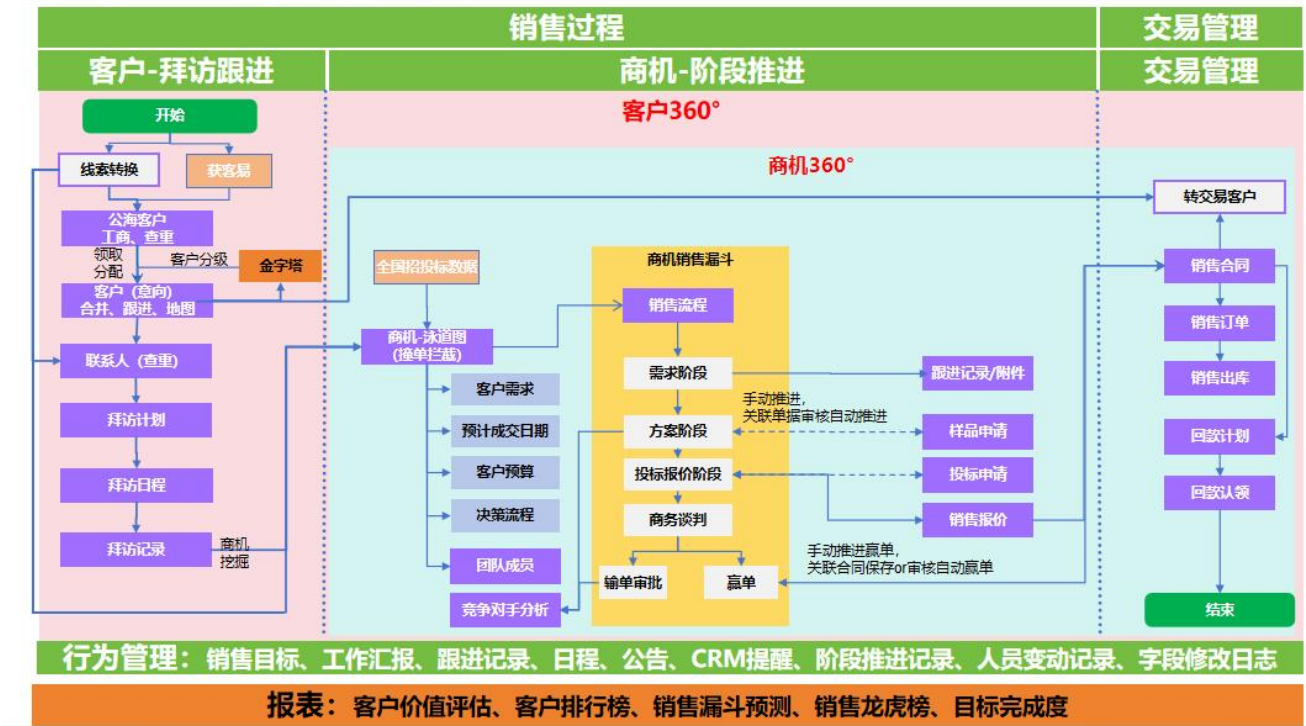 销售过程
交易管理
客户-拜访跟进
商机-阶段推进
交易管理
开始
线索转换
获客易
公海客户
工商、查重
领取
分配
客户分级
金字塔
客户（意向）
合并、跟进、地图
联系人（查重）
拜访计划
拜访日程
拜访记录
商机
挖掘
客户360°
商机360°
全国招投标数据
商机-泳道图
(撞单拦截)
客户需求
预计成交日期
客户预算
决策流程
团队成员
竞争对手分析
商机销售漏斗
销售流程
需求阶段
方案阶段
投标报价阶段
商务谈判
输单审批
赢单
跟进记录/附件
手动推进，
关联单据审核自动推进
样品申请
投标申请
销售报价
手动推进赢单，
关联合同保存or审核自动赢单
转交易客户
销售合同
销售订单
销售出库
回款计划
回款认领
结束
行为管理：销售目标、工作汇报、跟进记录、日程、公告、CRM提醒、阶段推进记录、人员变动记录、字段修改日志
报表：客户价值评估、客户排行榜、销售漏斗预测、销售龙虎榜、目标完成度